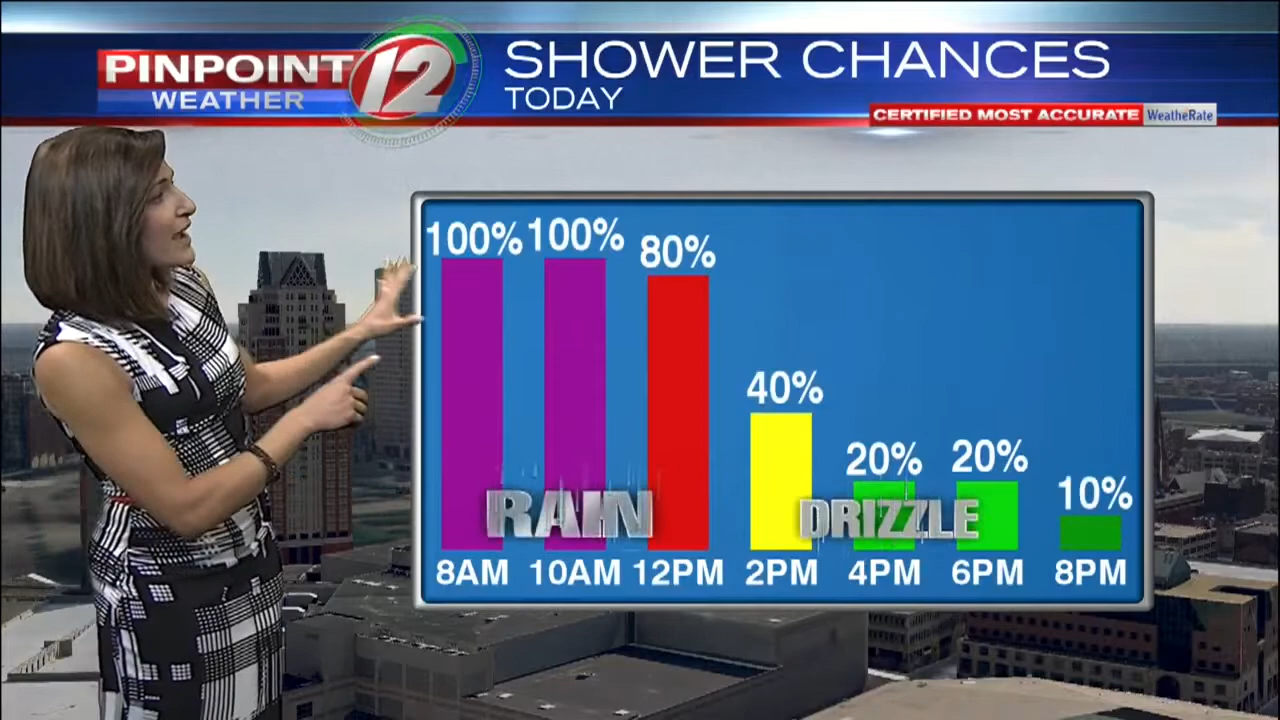 PINPOINT 12
WEATHER
SHOWER CHANCES
TODAY
CERTIFIED MOST ACCURATE WeatheRate
100% 100% 80%
40%
20% 20%
10%
RAIN DRIZZLE
8AM 10AM 12PM 2PM 4PM 6PM 8PM